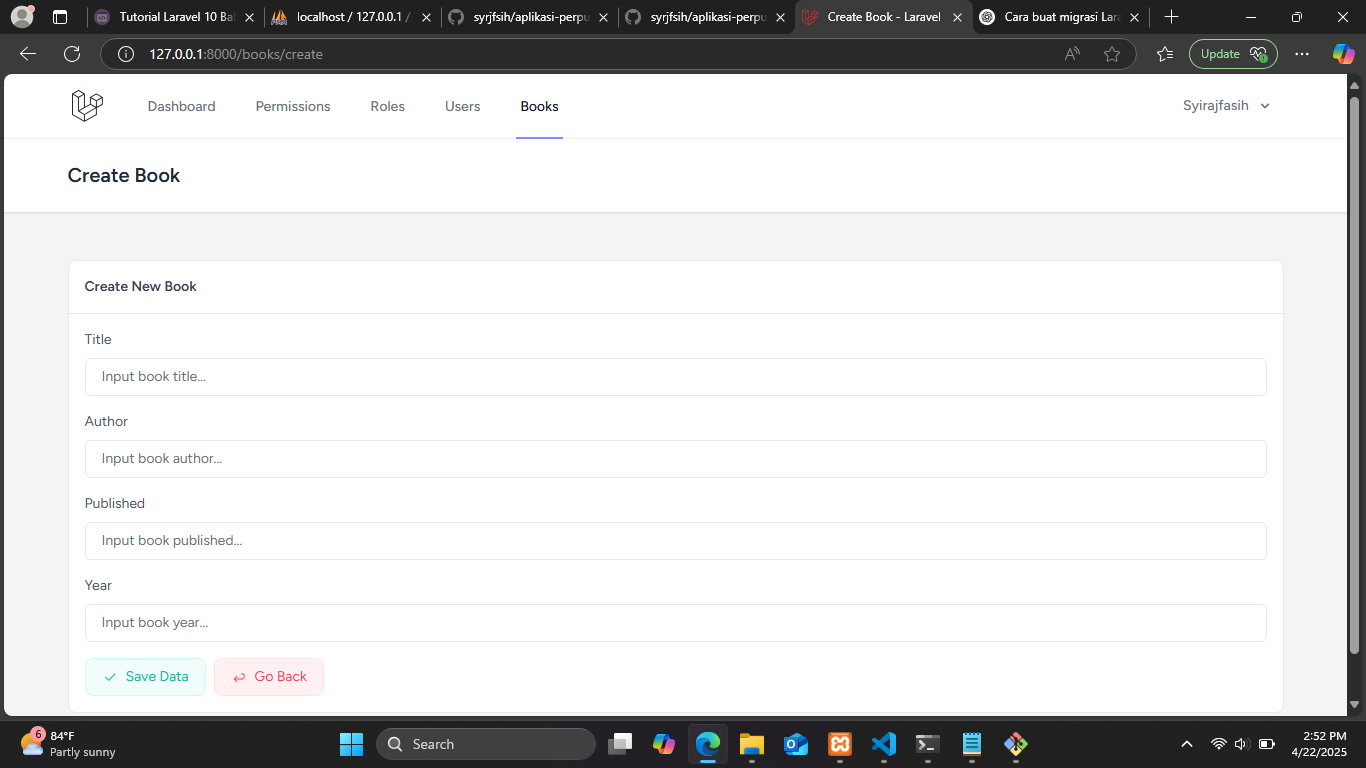 Tutorial Laravel 10 Ba
localhost / 127.0.0.1 /
syrjfsih/aplikasi-perpu
syrjfsih/aplikasi-perpu
Create Book - Laravel
Cara buat migrasi Lara
127.0.0.1:8000/books/create
Update
Dashboard
Permissions
Roles
Users
Books
Syirajfasih
Create Book
Create New Book
Title
Input book title...
Author
Input book author...
Published
Input book published...
Year
Input book year...
Save Data
Go Back
6
84°F
Partly sunny
Search
2:52 PM
4/22/2025